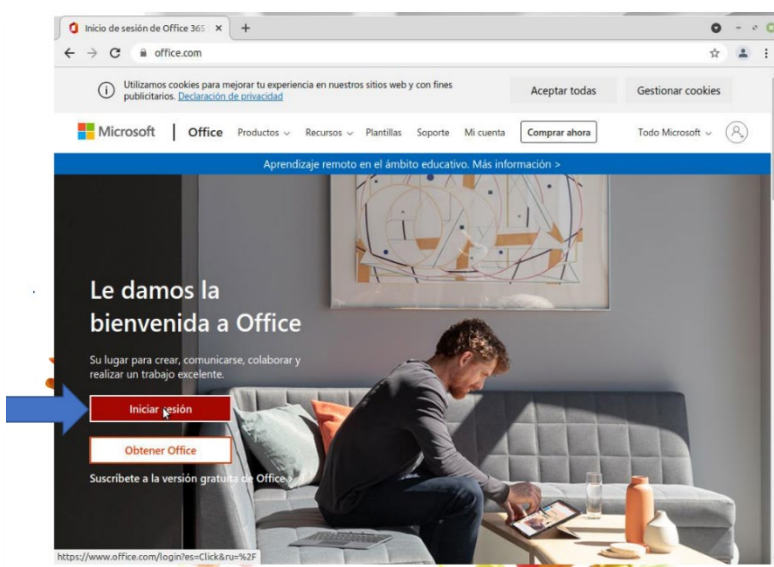 Inicio de sesión de Office 365
office.com
Utilizamos cookies para mejorar tu experiencia en nuestros sitios web y con fines
publicitarios. Declaración de privacidad
Aceptar todas
Gestionar cookies
Microsoft | Office Productos Recursos Plantillas Soporte Mi cuenta Comprar ahora Todo Microsoft
Aprendizaje remoto en el ámbito educativo. Más información >
Le damos la
bienvenida a Office
Su lugar para crear, comunicarse, colaborar y
realizar un trabajo excelente.
Iniciar sesión
Obtener Office
Suscríbete a la versión gratuita de Office >
https://www.office.com/login?es=Click&ru=%2F